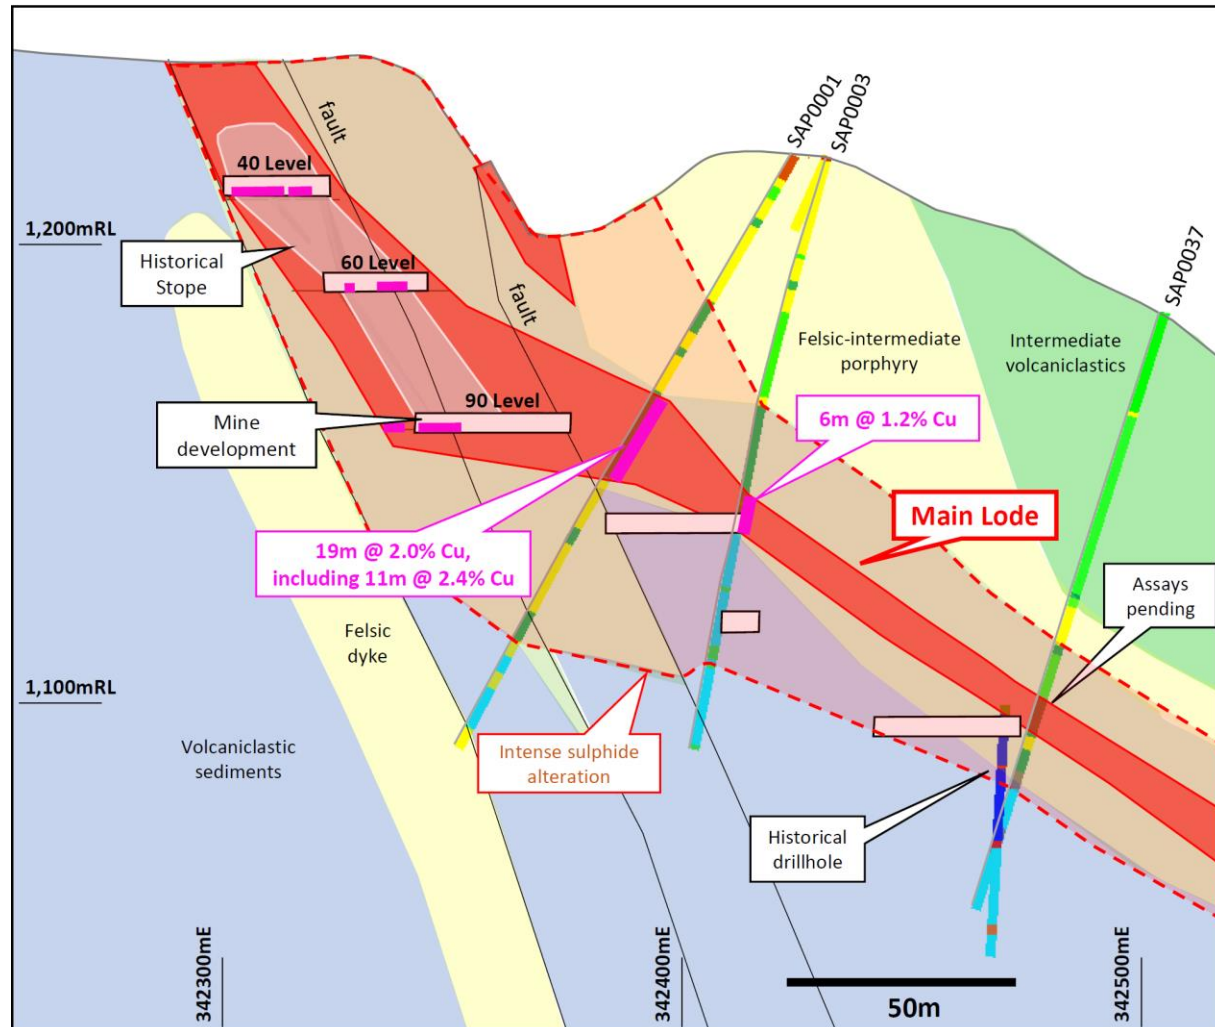 SAP0001
SAP0003
fault
40 Level
1,200mRL
SAP0037
Historical
Stope
60 Level
fault
Felsic-intermediate
porphyry
Intermediate
volcaniclastics
90 Level
Mine
development
6m @ 1.2% Cu
Main Lode
19m @ 2.0% Cu,
including 11m @ 2.4% Cu
Assays
pending
Felsic
dyke
1,100mRL
Volcaniclastic
sediments
Intense sulphide
alteration
Historical
drillhole
342300mE
342400mE
342500mE
50m